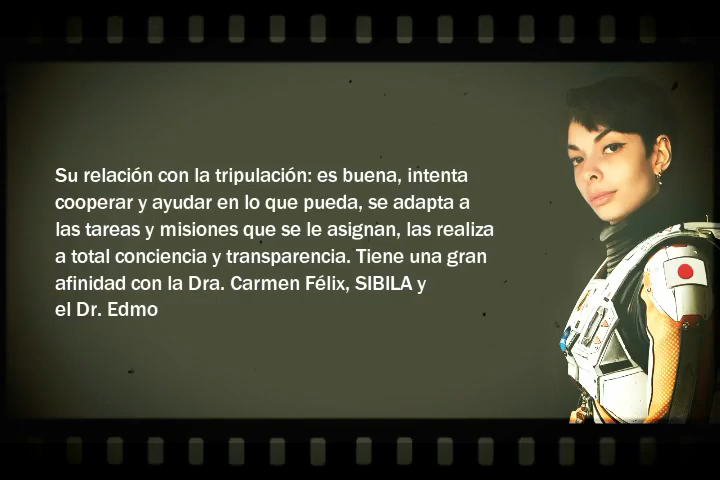 Su relación con la tripulación: es buena, intenta
cooperar y ayudar en lo que pueda, se adapta a
las tareas y misiones que se le asignan, las realiza
a total conciencia y transparencia. Tiene una gran
afinidad con la Dra. Carmen Félix, SIBILA y
el Dr. Edmo